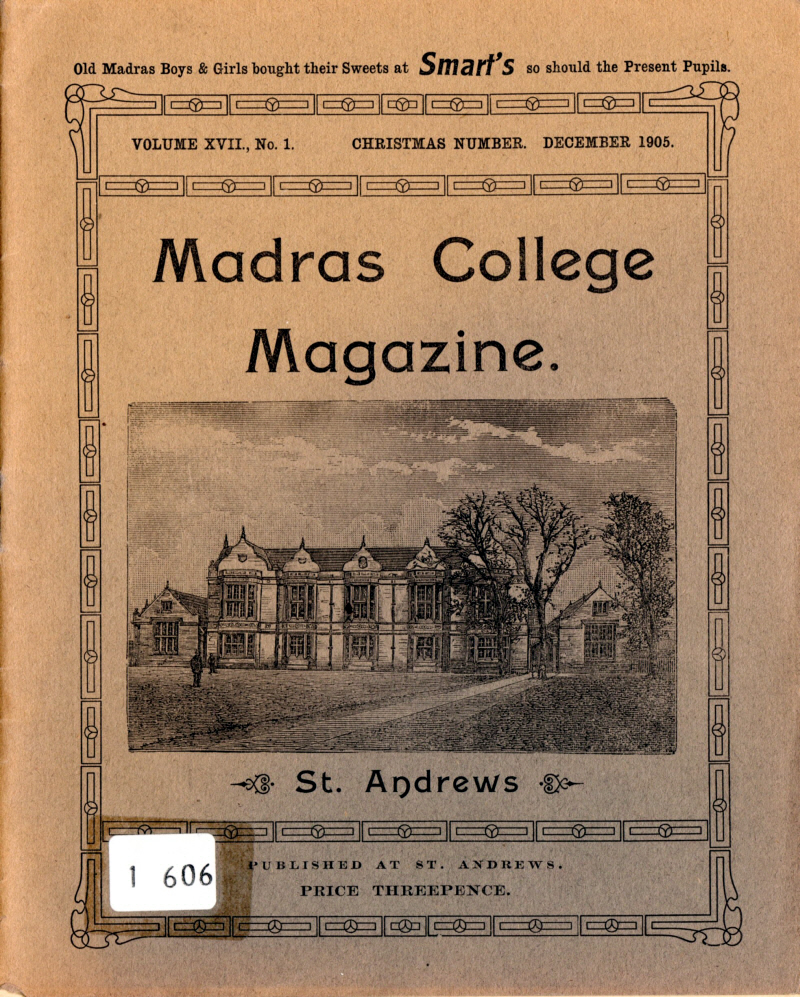 Old Madras Boys & Girls bought their Sweets at Smart's so should the Present Pupils.
VOLUME XVII., No. 1. CHRISTMAS NUMBER. DECEMBER 1905.
Madras College
Magazine.
St. Andrews
PUBLISHED AT ST. ANDREWS.
PRICE THREEPENCE.
1 606